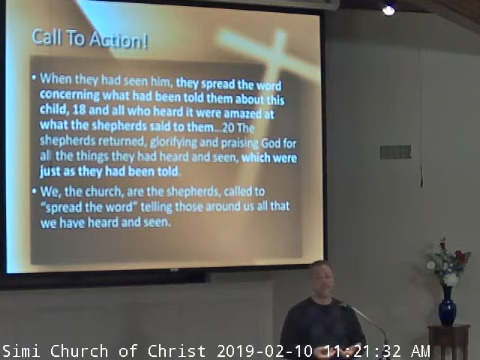 Call To Action!
• When they had seen him, they spread the word
concerning what had been told them about this
child, 18 and all who heard it were amazed at
what the shepherds said to them...20 The
shepherds returned, glorifying and praising God for
all the things they had heard and seen, which were
just as they had been told.
• We, the church, are the shepherds, called to
"spread the word" telling those around us all that
we have heard and seen.
Simi Church of Christ 2019-02-10 11:21:32 AM